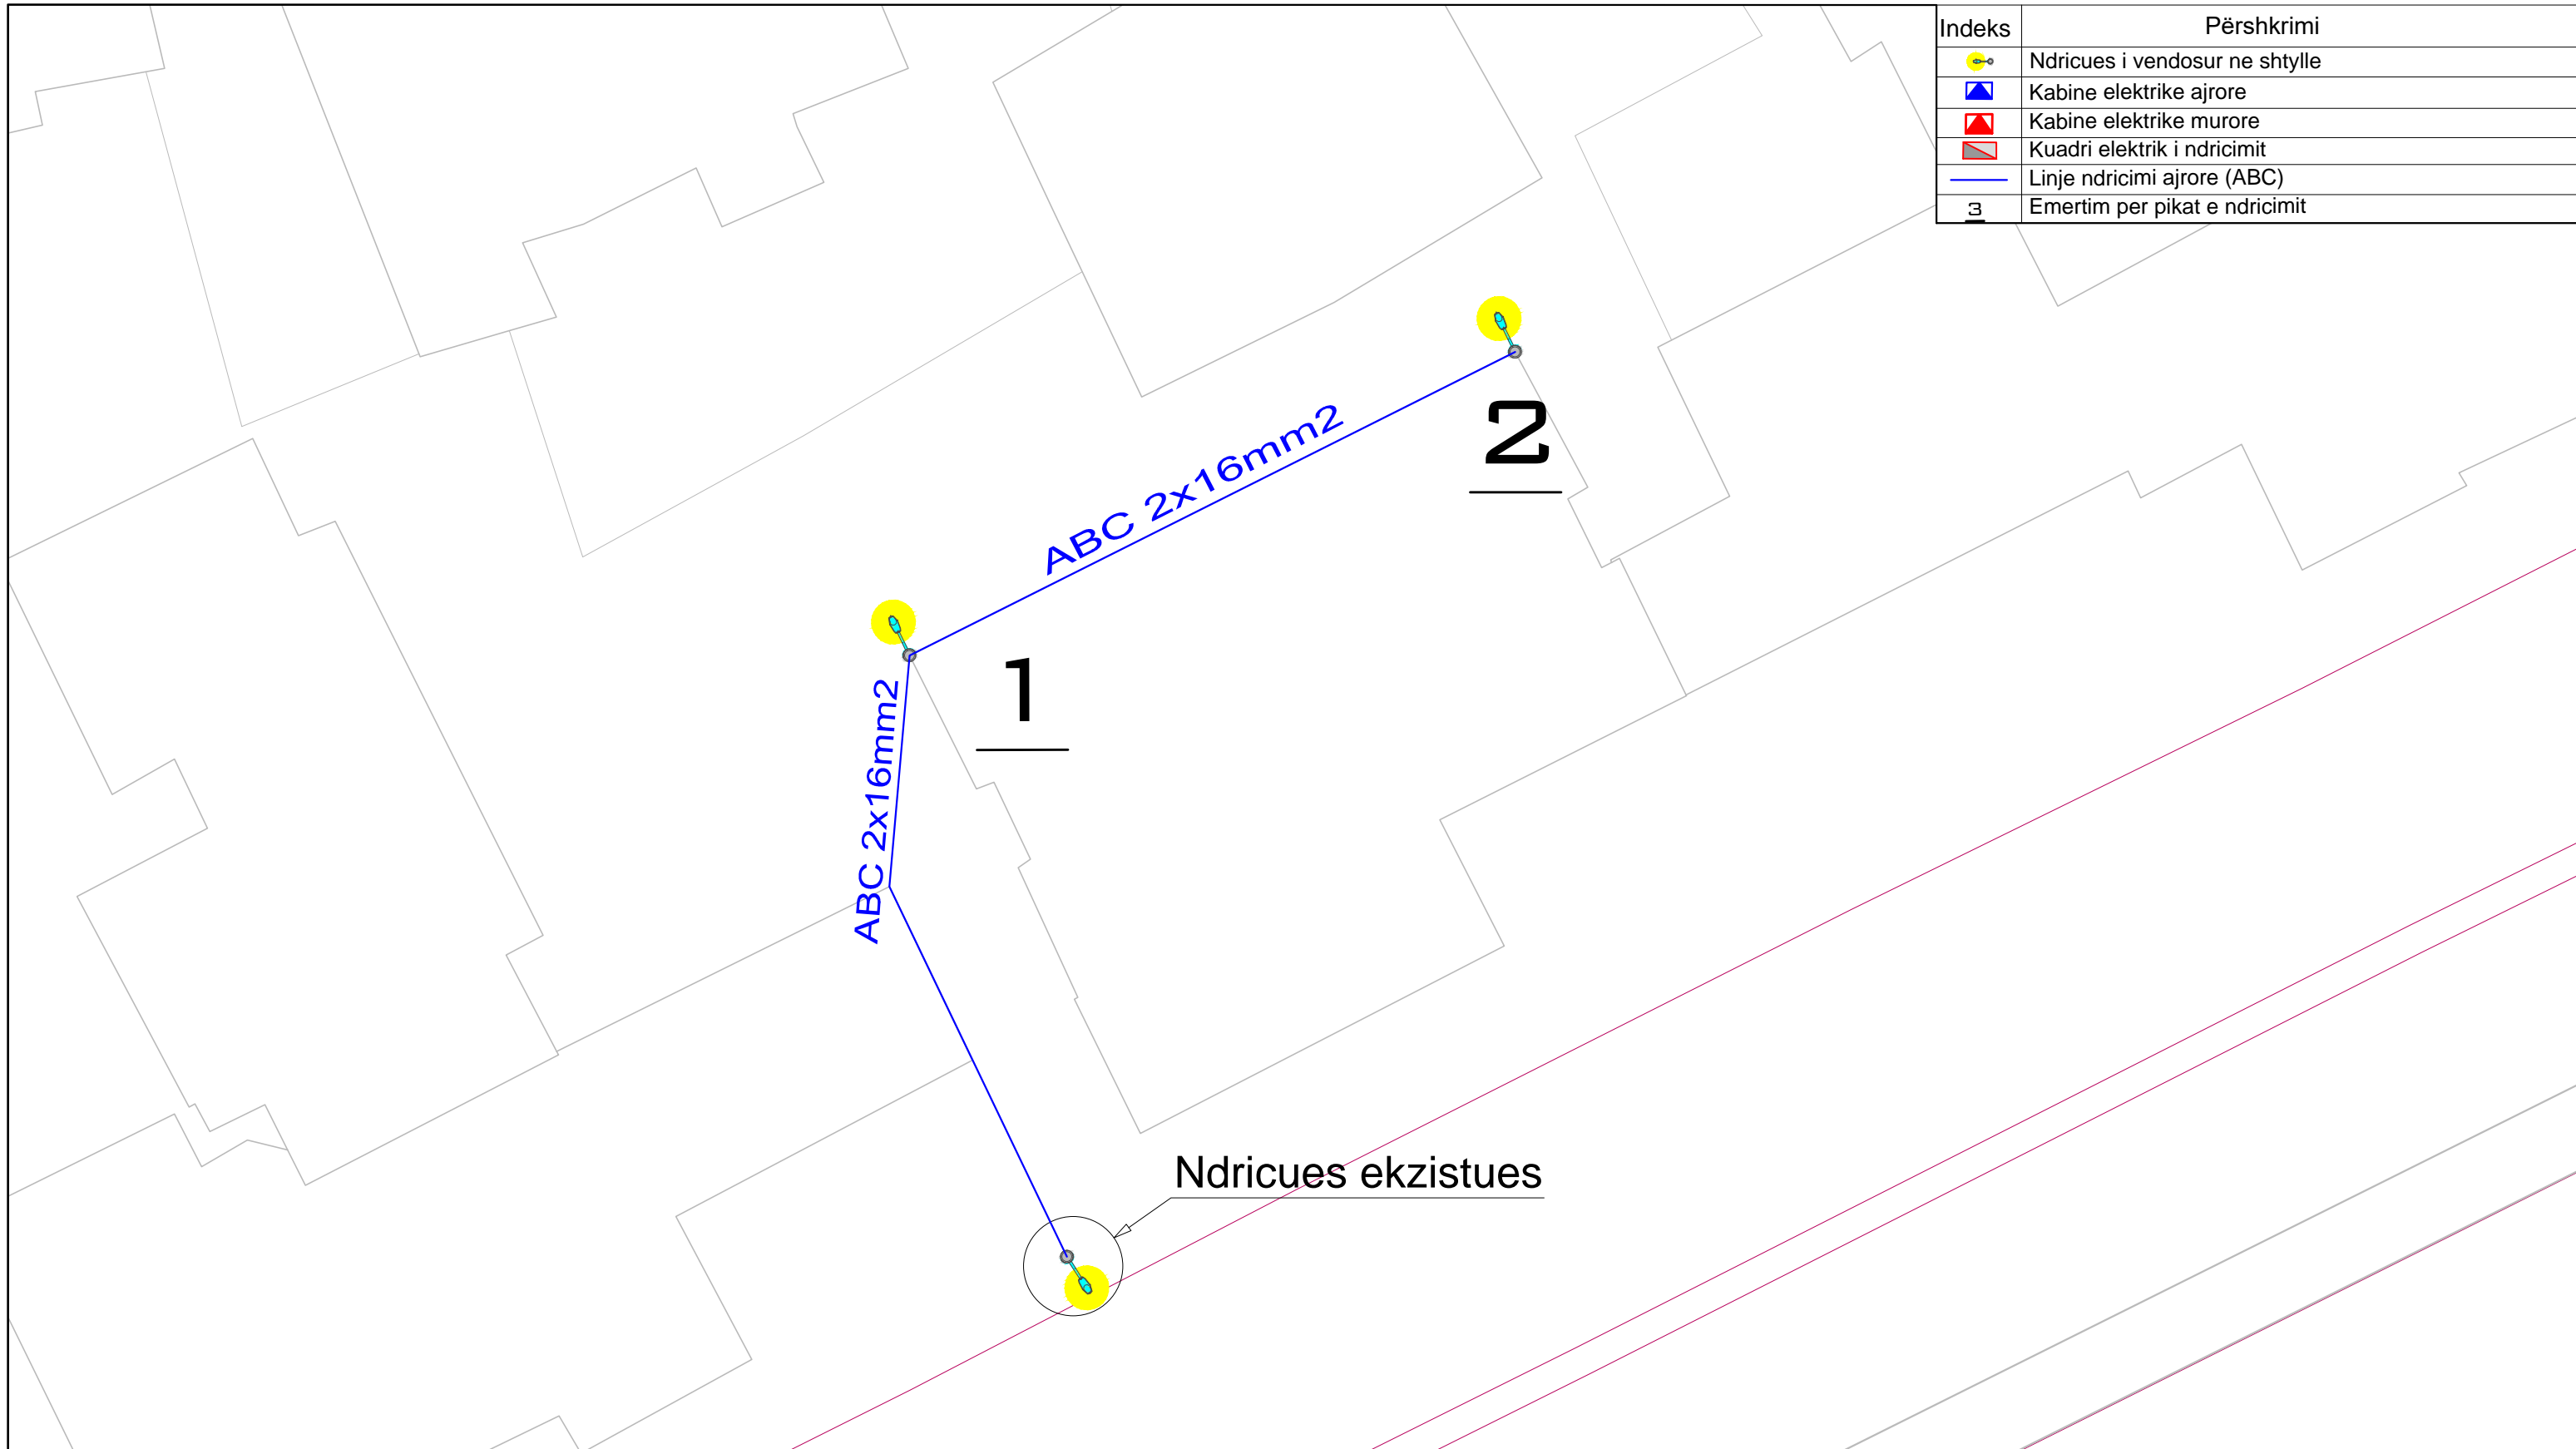 Indeks Përshkrimi
Ndricues i vendosur ne shtylle
Kabine elektrike ajrore
Kabine elektrike murore
Kuadri elektrik i ndricimit
Linje ndricimi ajrore (ABC)
3 Emertim per pikat e ndricimit
2
ABC 2x16mm2
1
ABC 2x16mm2
Ndricues ekzistues